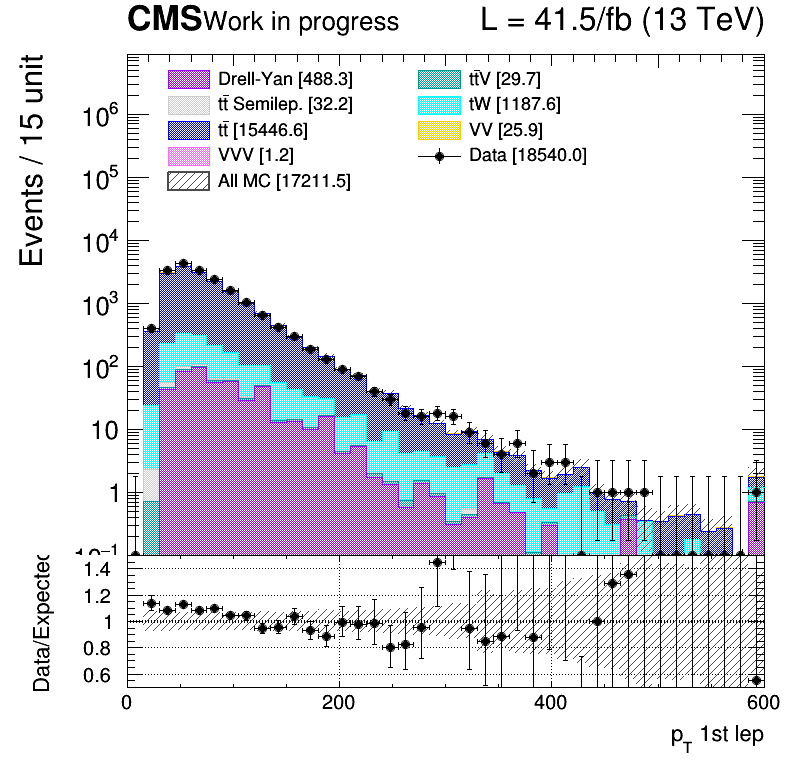 CMS Work in progress L = 41.5/fb (13 TeV)
Events / 15 unit
Drell-Yan [488.3]
tt̄ Semilep. [32.2]
tt̄ [15446.6]
VVV [1.2]
All MC [17211.5]
tt̄V [29.7]
tW [1187.6]
VV [25.9]
Data [18540.0]
10⁶
10⁵
10⁴
10³
10²
10
1
10⁻¹
Data/Expected
1.4
1.2
1
0.8
0.6
0 200 400 600
p_T 1st lep